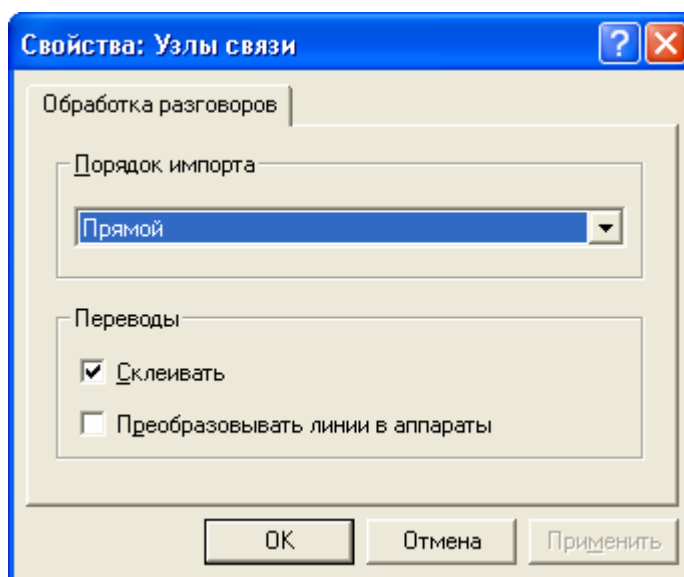 Свойства: Узлы связи
Обработка разговоров
Порядок импорта
Прямой
Переводы
Склеивать
Преобразовывать линии в аппараты
OK Отмена Применить